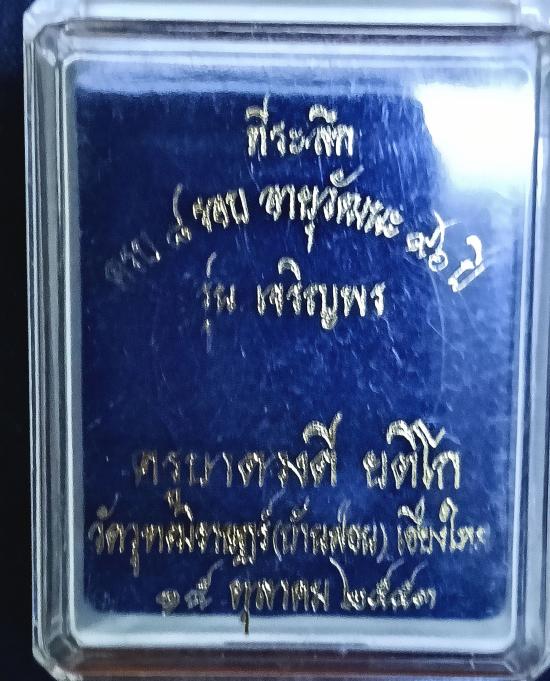 ที่ระลึก
ครบ ๘ รอบ อายุวัฒนะ ๙๖ ปี
รุ่น เจริญพร
ครูบาดวงดี ยติโก
วัด (บ้านฟ่อน) เชียงใหม่
๑๕ ตุลาคม ๒๕๕๓